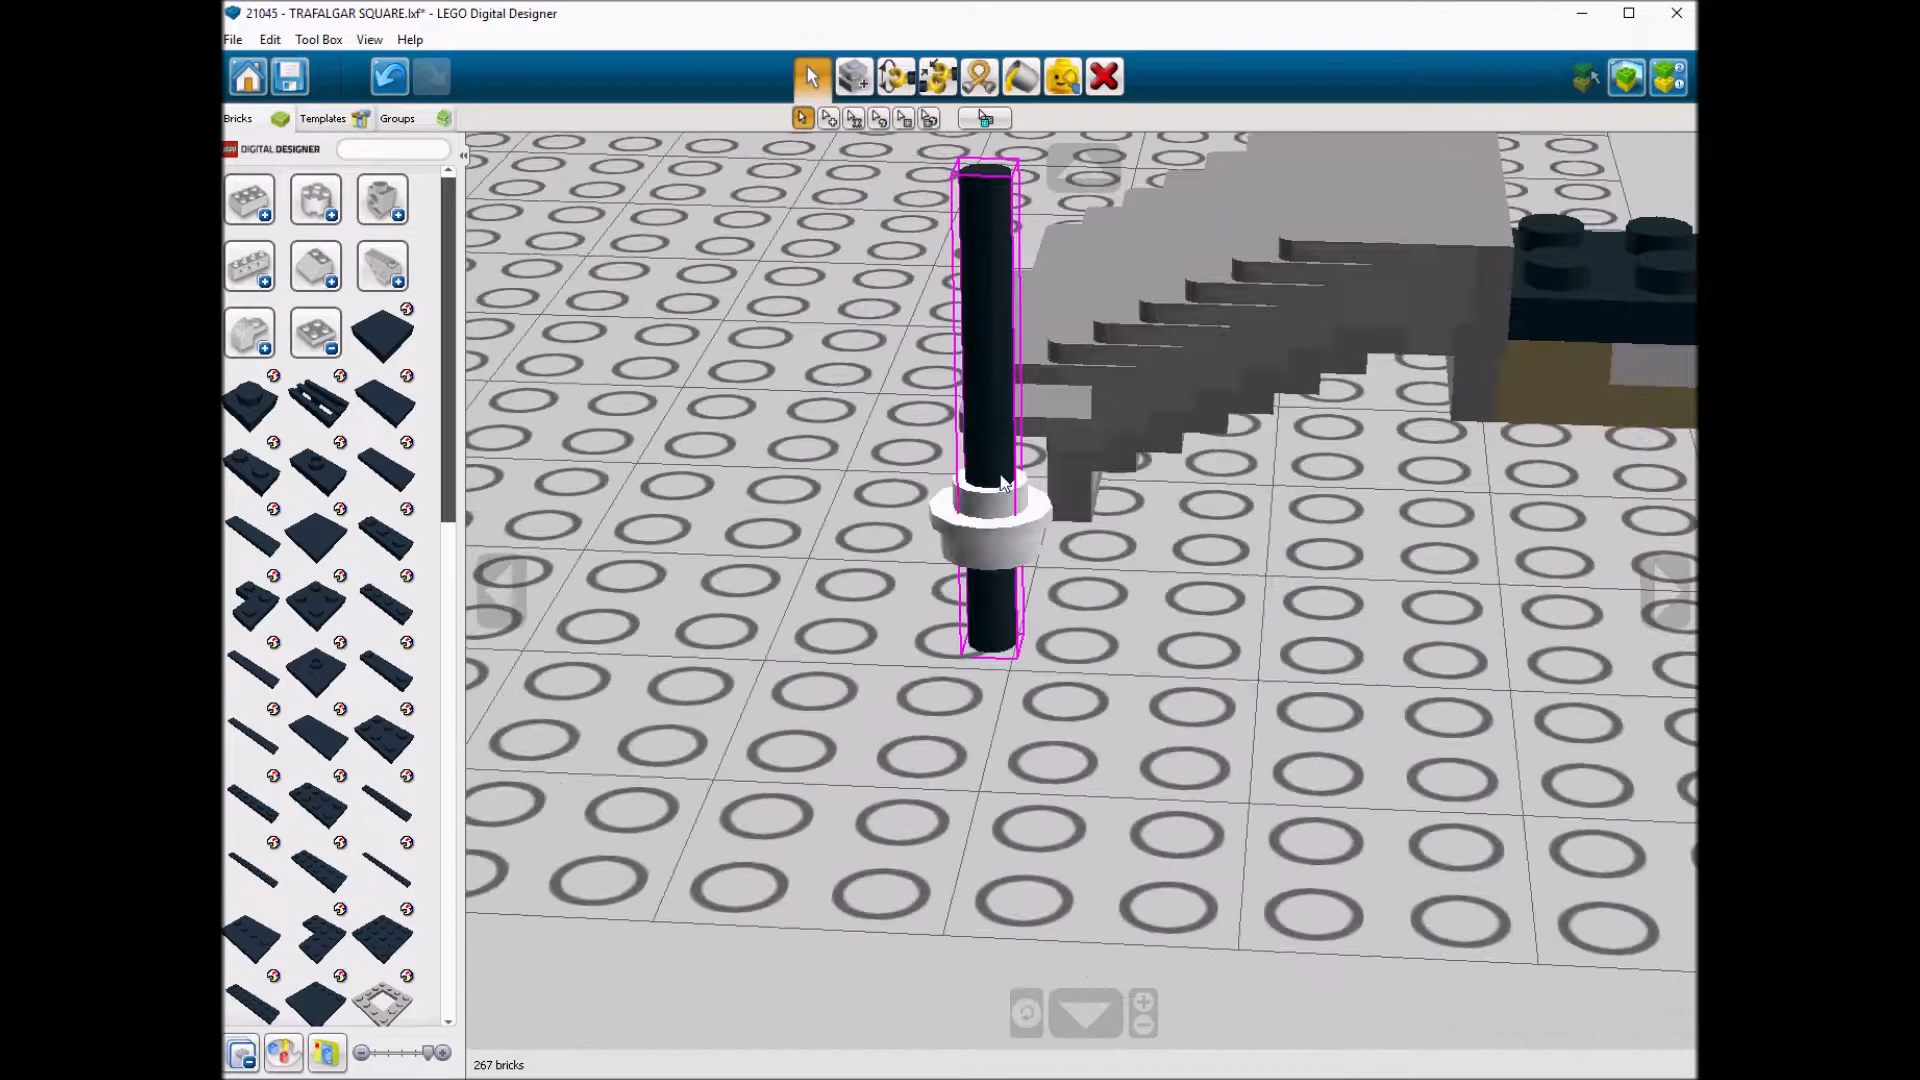 21045 - TRAFALGAR SQUARE.lxf* - LEGO Digital Designer
File Edit Tool Box View Help
Bricks Templates Groups
DIGITAL DESIGNER
267 bricks